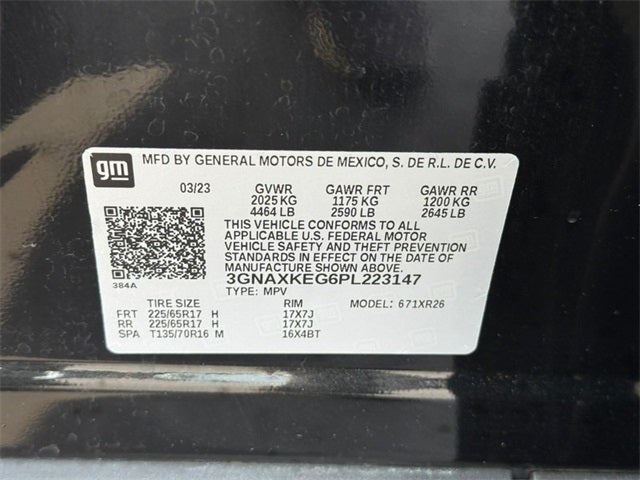 gm MFD BY GENERAL MOTORS DE MEXICO, S. DE R.L. DE C.V.
03/23 GVWR GAWR FRT GAWR RR
2025 KG 1175 KG 1200 KG
4464 LB 2590 LB 2645 LB
THIS VEHICLE CONFORMS TO ALL
APPLICABLE U.S. FEDERAL MOTOR
VEHICLE SAFETY AND THEFT PREVENTION
STANDARDS IN EFFECT ON THE DATE OF
MANUFACTURE SHOWN ABOVE.
384A 3GNAXKEG6PL223147
TYPE: MPV
TIRE SIZE RIM MODEL: 671XR26
FRT 225/65R17 H 17X7J
RR 225/65R17 H 17X7J
SPA T135/70R16 M 16X4BT